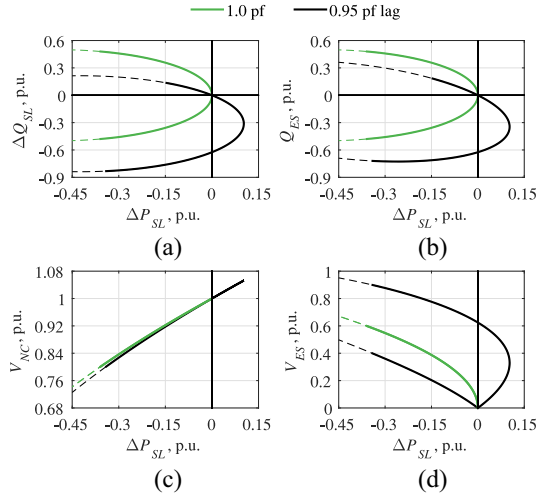 1.0 pf 0.95 pf lag
0.6 0.6
0.3 0.3
0 0
-0.3 -0.3
-0.6 -0.6
-0.9 -0.9
ΔQ_SL, p.u. Q_ES, p.u.
-0.45 -0.3 -0.15 0 0.15 -0.45 -0.3 -0.15 0 0.15
ΔP_SL, p.u. ΔP_SL, p.u.
(a) (b)
1.08 1
1 0.8
0.92 0.6
0.84 0.4
0.76 0.2
0.68 0
V_NC, p.u. V_ES, p.u.
-0.45 -0.3 -0.15 0 0.15 -0.45 -0.3 -0.15 0 0.15
ΔP_SL, p.u. ΔP_SL, p.u.
(c) (d)